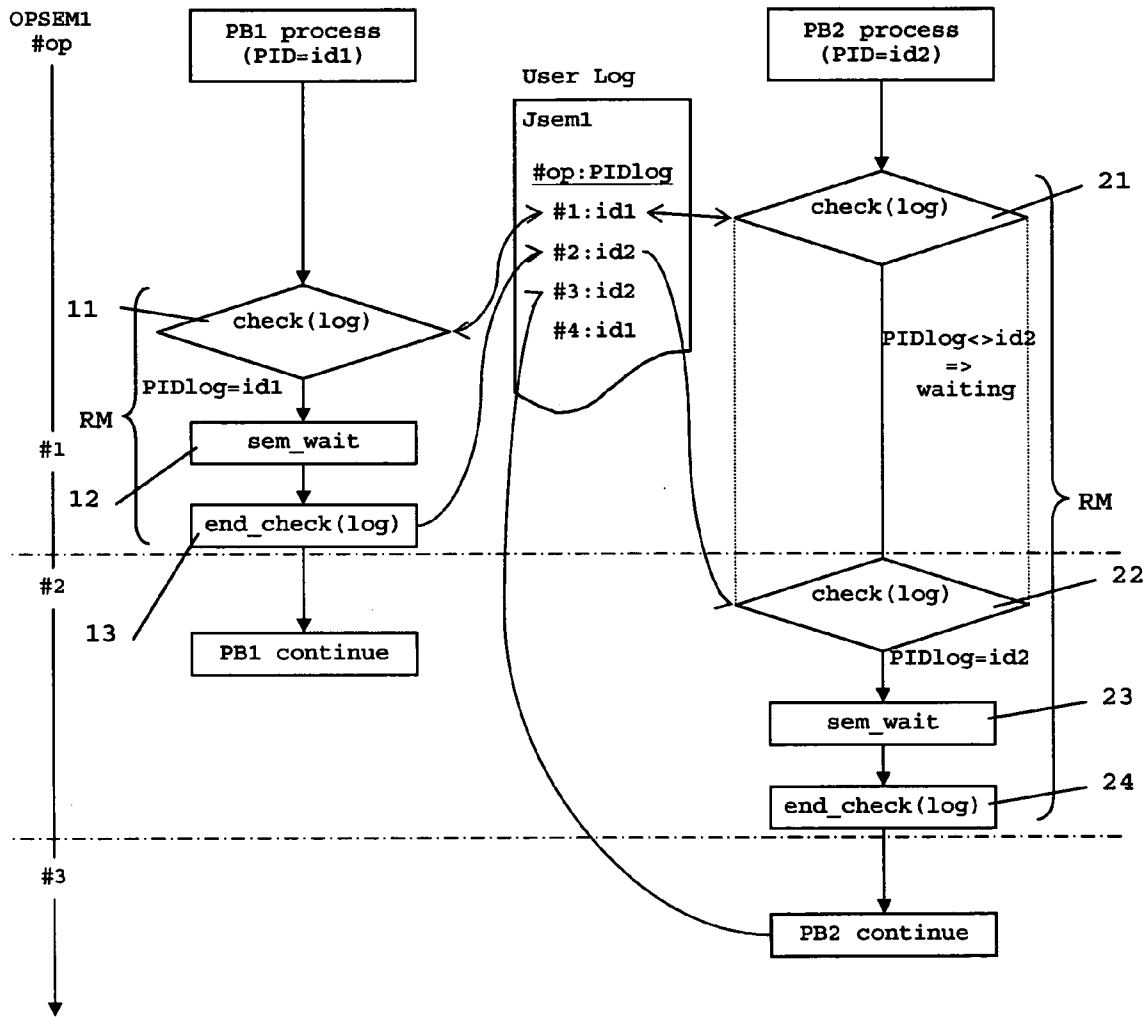 OPSEM1
#op
PB1 process
(PID=id1)
PB2 process
(PID=id2)
User Log
Jsem1
#op:PIDlog
#1:id1
#2:id2
#3:id2
#4:id1
21
check(log)
11
check(log)
PIDlog<>id2
=>
waiting
PIDlog=id1
RM
#1
sem_wait
12
end_check(log)
RM
#2
13
PB1 continue
check(log)
22
PIDlog=id2
23
sem_wait
24
end_check(log)
#3
PB2 continue